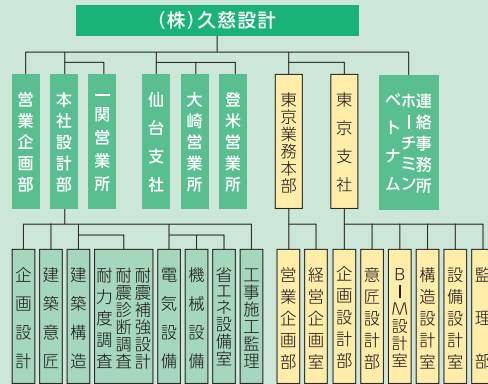 (株)久慈設計
営業企画部
本社設計部
一関営業所
仙台支社
大崎営業所
登米営業所
東京業務本部
東京支社
連絡事務所
ホーチミン
ベトナム
企画設計
建築意匠
建築構造
耐震補強設計
耐震診断調査
耐力度調査
電気設備
機械設備
省エネ設備室
工事施工監理
営業企画部
経営企画室
企画設計部
意匠設計部
BIM設計室
構造設計室
設備設計室
監理部